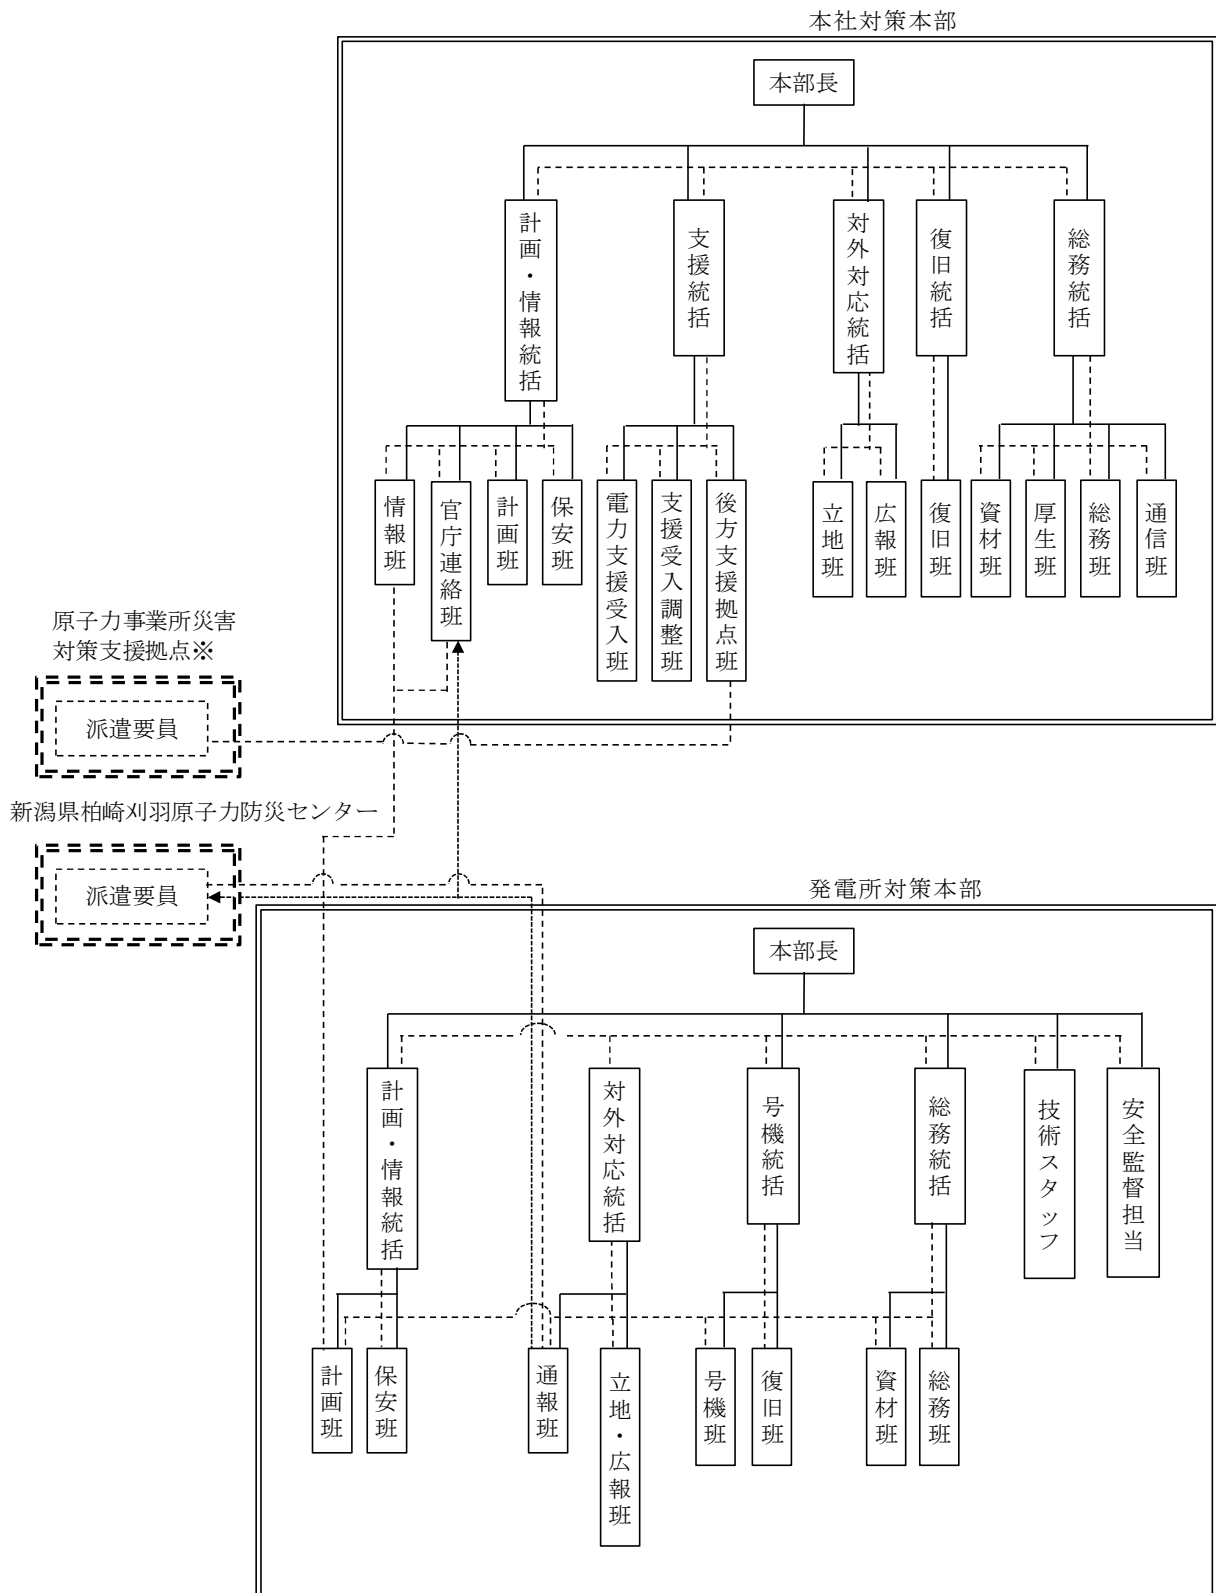 本社対策本部
本部長
計画・情報統括
支援統括
対外対応統括
復旧統括
総務統括
情報班
官庁連絡班
計画班
保安班
電力支援受入班
支援受入調整班
後方支援拠点班
立地班
広報班
復旧班
資材班
厚生班
総務班
通信班
原子力事業所災害
対策支援拠点※
派遣要員
新潟県柏崎刈羽原子力防災センター
派遣要員
発電所対策本部
本部長
計画・情報統括
対外対応統括
号機統括
総務統括
技術スタッフ
安全監督担当
計画班
保安班
通報班
立地・広報班
号機班
復旧班
資材班
総務班